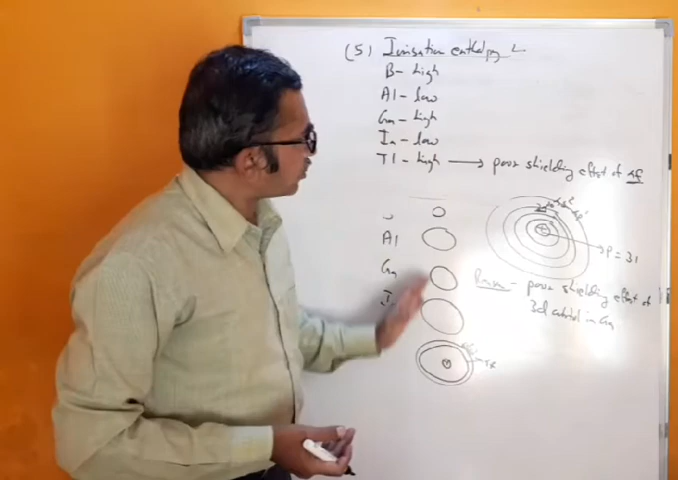 (5) Ionisation enthalpy
B - high
Al - low
Ga - high
In - low
Tl - high → poor shielding effect of 4f
Al
Ga
P = 31
Reason - poor shielding effect of
3d orbital in Ga